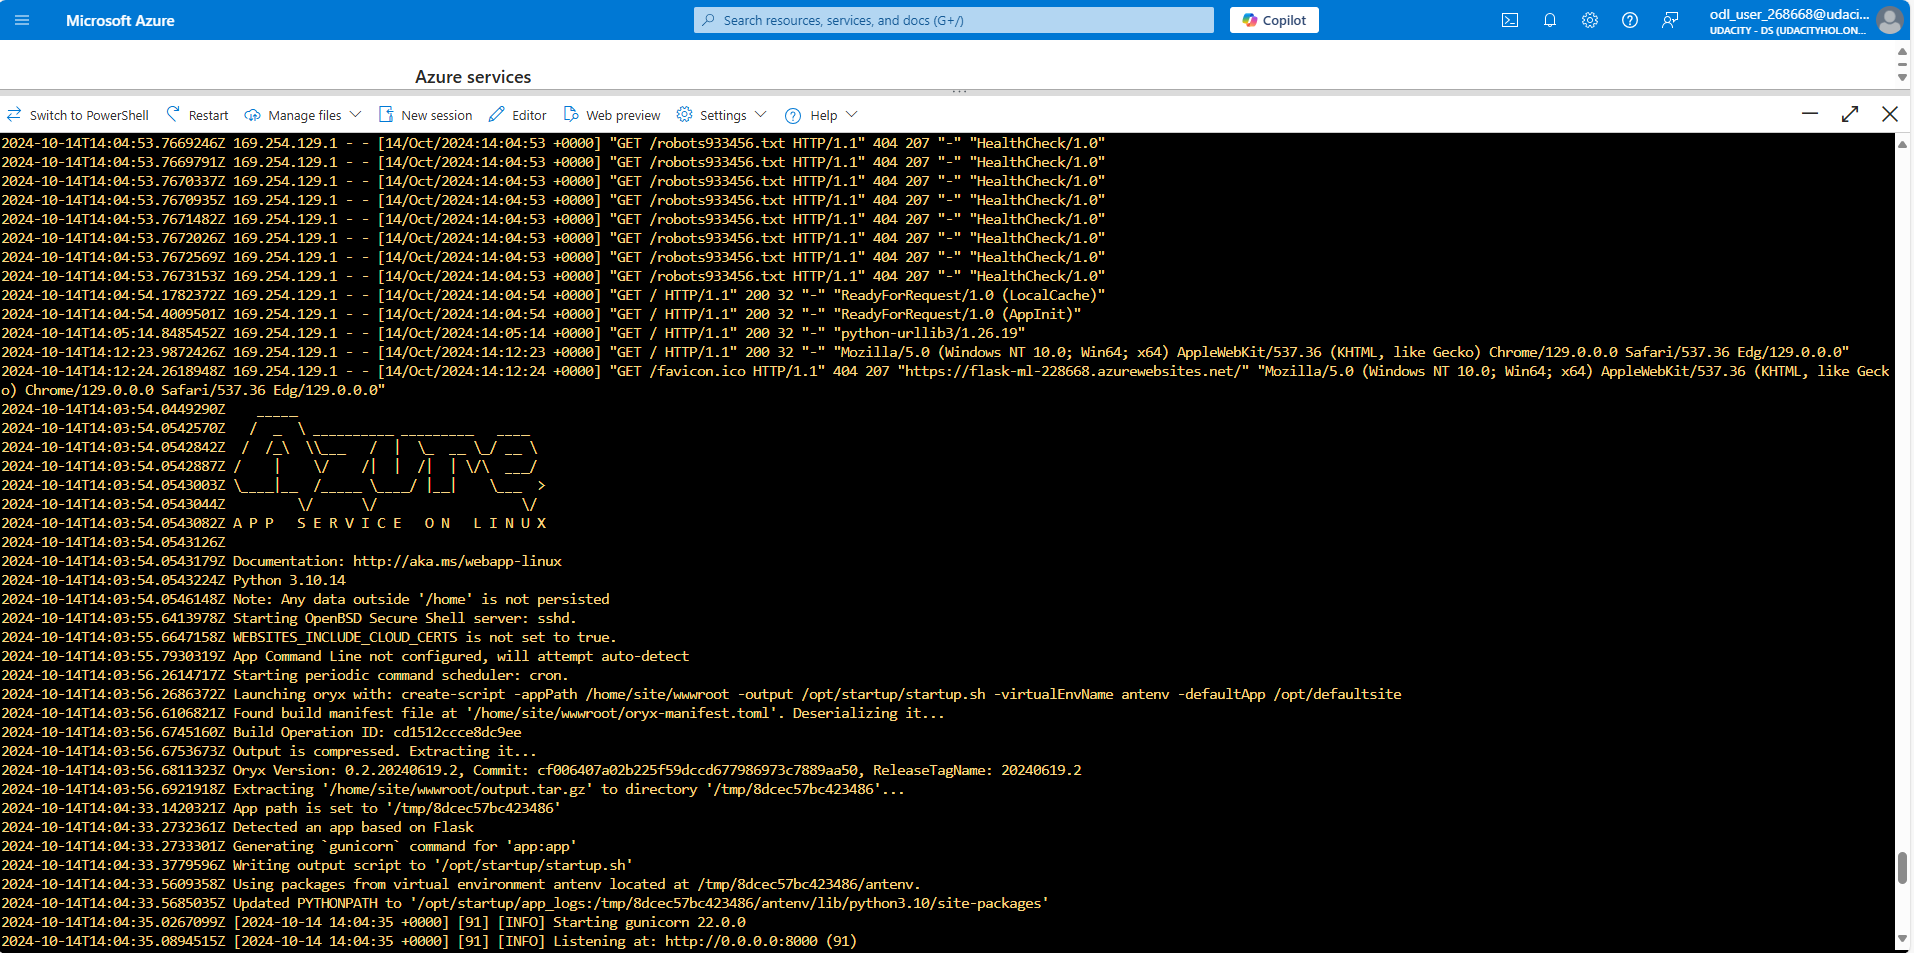 Microsoft Azure
Search resources, services, and docs (G+/)
Copilot
odl_user_268668@udaci...
UDACITY - DS (UDACITYHOL.ON...
Azure services
Switch to PowerShell Restart Manage files New session Editor Web preview Settings Help
2024-10-14T14:04:53.7669246Z 169.254.129.1 - - [14/Oct/2024:14:04:53 +0000] "GET /robots933456.txt HTTP/1.1" 404 207 "-" "HealthCheck/1.0"
2024-10-14T14:04:53.7669791Z 169.254.129.1 - - [14/Oct/2024:14:04:53 +0000] "GET /robots933456.txt HTTP/1.1" 404 207 "-" "HealthCheck/1.0"
2024-10-14T14:04:53.7670337Z 169.254.129.1 - - [14/Oct/2024:14:04:53 +0000] "GET /robots933456.txt HTTP/1.1" 404 207 "-" "HealthCheck/1.0"
2024-10-14T14:04:53.7670935Z 169.254.129.1 - - [14/Oct/2024:14:04:53 +0000] "GET /robots933456.txt HTTP/1.1" 404 207 "-" "HealthCheck/1.0"
2024-10-14T14:04:53.7671482Z 169.254.129.1 - - [14/Oct/2024:14:04:53 +0000] "GET /robots933456.txt HTTP/1.1" 404 207 "-" "HealthCheck/1.0"
2024-10-14T14:04:53.7672026Z 169.254.129.1 - - [14/Oct/2024:14:04:53 +0000] "GET /robots933456.txt HTTP/1.1" 404 207 "-" "HealthCheck/1.0"
2024-10-14T14:04:53.7672569Z 169.254.129.1 - - [14/Oct/2024:14:04:53 +0000] "GET /robots933456.txt HTTP/1.1" 404 207 "-" "HealthCheck/1.0"
2024-10-14T14:04:53.7673153Z 169.254.129.1 - - [14/Oct/2024:14:04:53 +0000] "GET /robots933456.txt HTTP/1.1" 404 207 "-" "HealthCheck/1.0"
2024-10-14T14:04:54.1782372Z 169.254.129.1 - - [14/Oct/2024:14:04:54 +0000] "GET / HTTP/1.1" 200 32 "-" "ReadyForRequest/1.0 (LocalCache)"
2024-10-14T14:04:54.4009501Z 169.254.129.1 - - [14/Oct/2024:14:04:54 +0000] "GET / HTTP/1.1" 200 32 "-" "ReadyForRequest/1.0 (AppInit)"
2024-10-14T14:05:14.8485452Z 169.254.129.1 - - [14/Oct/2024:14:05:14 +0000] "GET / HTTP/1.1" 200 32 "-" "python-urllib3/1.26.19"
2024-10-14T14:12:23.9872426Z 169.254.129.1 - - [14/Oct/2024:14:12:23 +0000] "GET / HTTP/1.1" 200 32 "-" "Mozilla/5.0 (Windows NT 10.0; Win64; x64) AppleWebKit/537.36 (KHTML, like Gecko) Chrome/129.0.0.0 Safari/537.36 Edg/129.0.0.0"
2024-10-14T14:12:24.2618948Z 169.254.129.1 - - [14/Oct/2024:14:12:24 +0000] "GET /favicon.ico HTTP/1.1" 404 207 "https://flask-ml-228668.azurewebsites.net/" "Mozilla/5.0 (Windows NT 10.0; Win64; x64) AppleWebKit/537.36 (KHTML, like Geck
o) Chrome/129.0.0.0 Safari/537.36 Edg/129.0.0.0"
2024-10-14T14:03:54.0449290Z    _____
2024-10-14T14:03:54.0542570Z   /  _  \ __________ _________   ____
2024-10-14T14:03:54.0542842Z  /  /_\  \\___   /  |  \_  __ \_/ __ \
2024-10-14T14:03:54.0542887Z /    |    \/    /|  |  /|  | \/\  ___/
2024-10-14T14:03:54.0543003Z \____|__  /_____ \____/ |__|    \___  >
2024-10-14T14:03:54.0543044Z         \/      \/                  \/
2024-10-14T14:03:54.0543082Z A P P   S E R V I C E   O N   L I N U X
2024-10-14T14:03:54.0543126Z
2024-10-14T14:03:54.0543179Z Documentation: http://aka.ms/webapp-linux
2024-10-14T14:03:54.0543224Z Python 3.10.14
2024-10-14T14:03:54.0546148Z Note: Any data outside '/home' is not persisted
2024-10-14T14:03:55.6413978Z Starting OpenBSD Secure Shell server: sshd.
2024-10-14T14:03:55.6647158Z WEBSITES_INCLUDE_CLOUD_CERTS is not set to true.
2024-10-14T14:03:55.7930319Z App Command Line not configured, will attempt auto-detect
2024-10-14T14:03:56.2614717Z Starting periodic command scheduler: cron.
2024-10-14T14:03:56.2686372Z Launching oryx with: create-script -appPath /home/site/wwwroot -output /opt/startup/startup.sh -virtualEnvName antenv -defaultApp /opt/defaultsite
2024-10-14T14:03:56.6106821Z Found build manifest file at '/home/site/wwwroot/oryx-manifest.toml'. Deserializing it...
2024-10-14T14:03:56.6745160Z Build Operation ID: cd1512ccce8dc9ee
2024-10-14T14:03:56.6753673Z Output is compressed. Extracting it...
2024-10-14T14:03:56.6811323Z Oryx Version: 0.2.20240619.2, Commit: cf006407a02b225f59dccd677986973c7889aa50, ReleaseTagName: 20240619.2
2024-10-14T14:03:56.6921918Z Extracting '/home/site/wwwroot/output.tar.gz' to directory '/tmp/8dcec57bc423486'...
2024-10-14T14:04:33.1420321Z App path is set to '/tmp/8dcec57bc423486'
2024-10-14T14:04:33.2732361Z Detected an app based on Flask
2024-10-14T14:04:33.2733301Z Generating `gunicorn` command for 'app:app'
2024-10-14T14:04:33.3779596Z Writing output script to '/opt/startup/startup.sh'
2024-10-14T14:04:33.5609358Z Using packages from virtual environment antenv located at /tmp/8dcec57bc423486/antenv.
2024-10-14T14:04:33.5685035Z Updated PYTHONPATH to '/opt/startup/app_logs:/tmp/8dcec57bc423486/antenv/lib/python3.10/site-packages'
2024-10-14T14:04:35.0267099Z [2024-10-14 14:04:35 +0000] [91] [INFO] Starting gunicorn 22.0.0
2024-10-14T14:04:35.0894515Z [2024-10-14 14:04:35 +0000] [91] [INFO] Listening at: http://0.0.0.0:8000 (91)